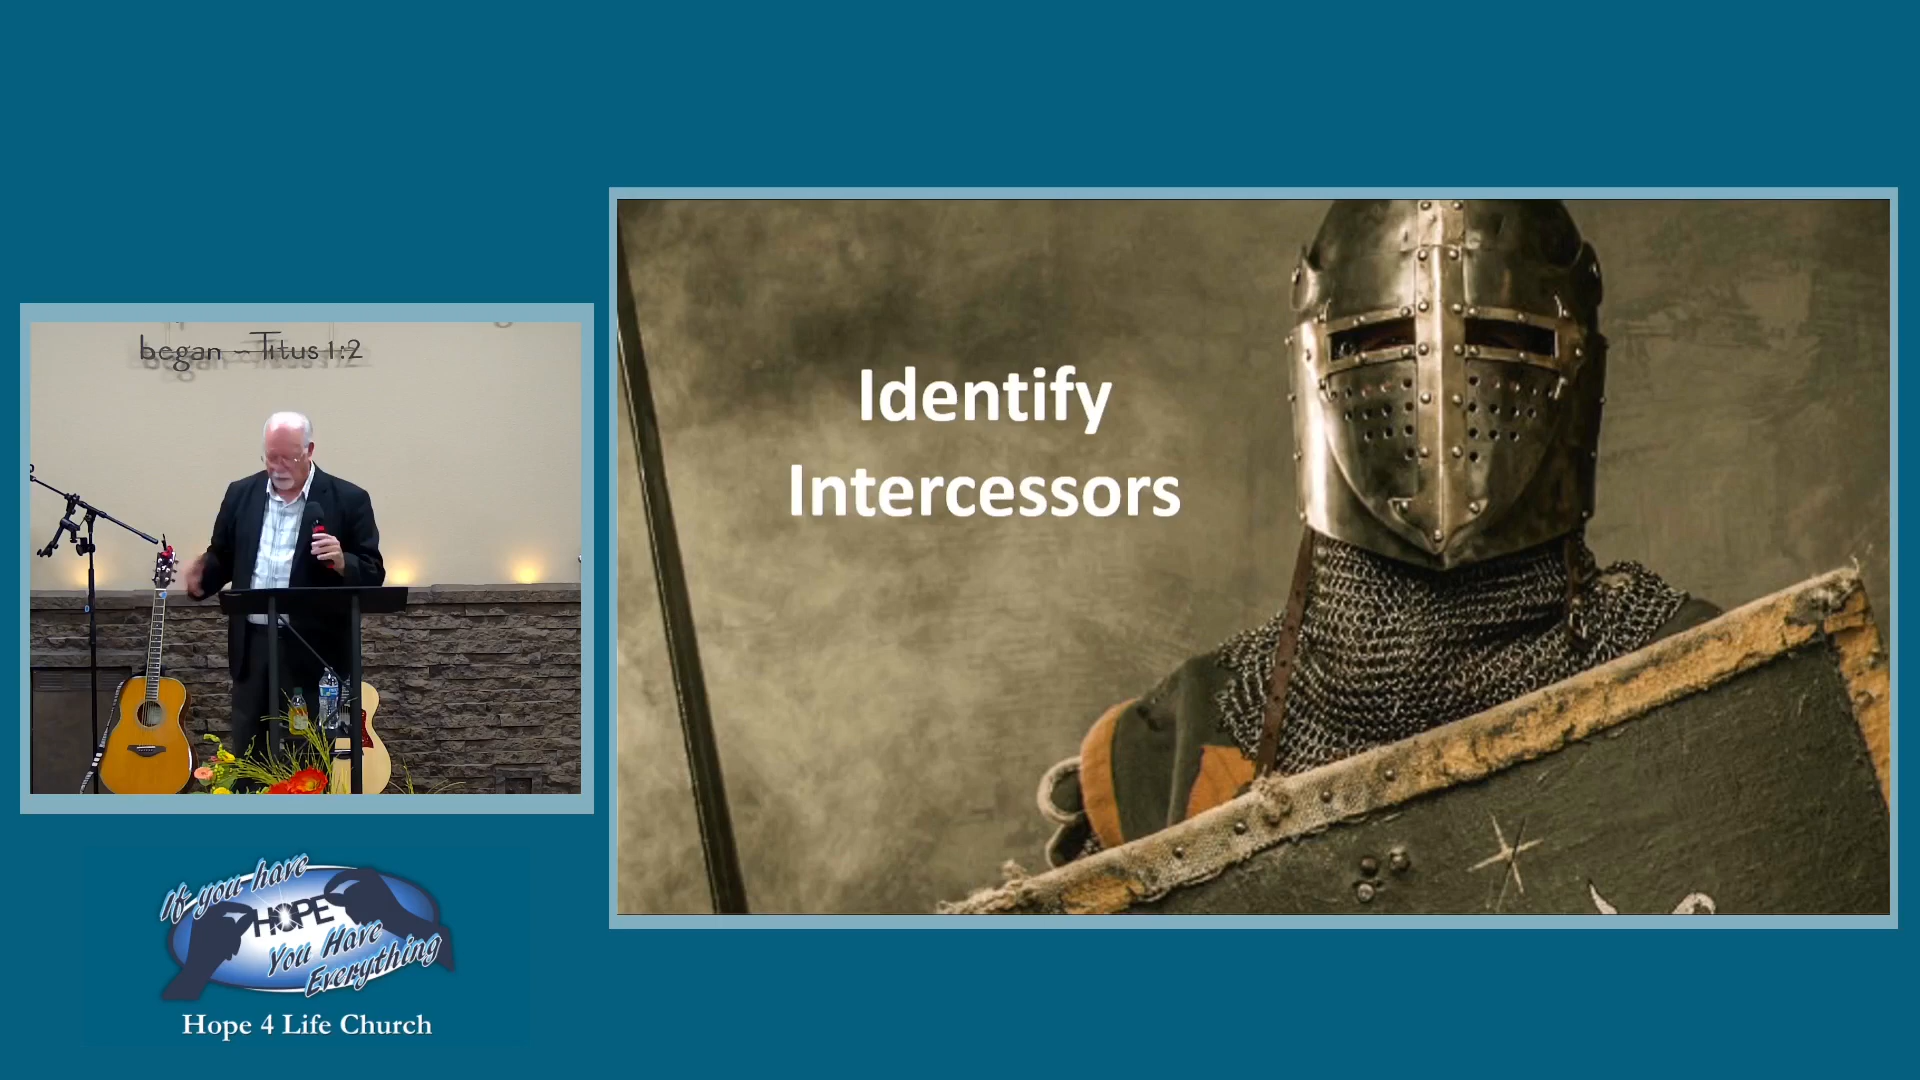 began ~ Titus 1:2
Identify
Intercessors
If you have
HOPE
You Have
Everything
Hope 4 Life Church